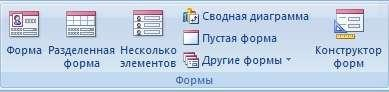 Форма
Разделенная
форма
Несколько
элементов
Сводная диаграмма
Пустая форма
Другие формы
Конструктор
форм
Формы